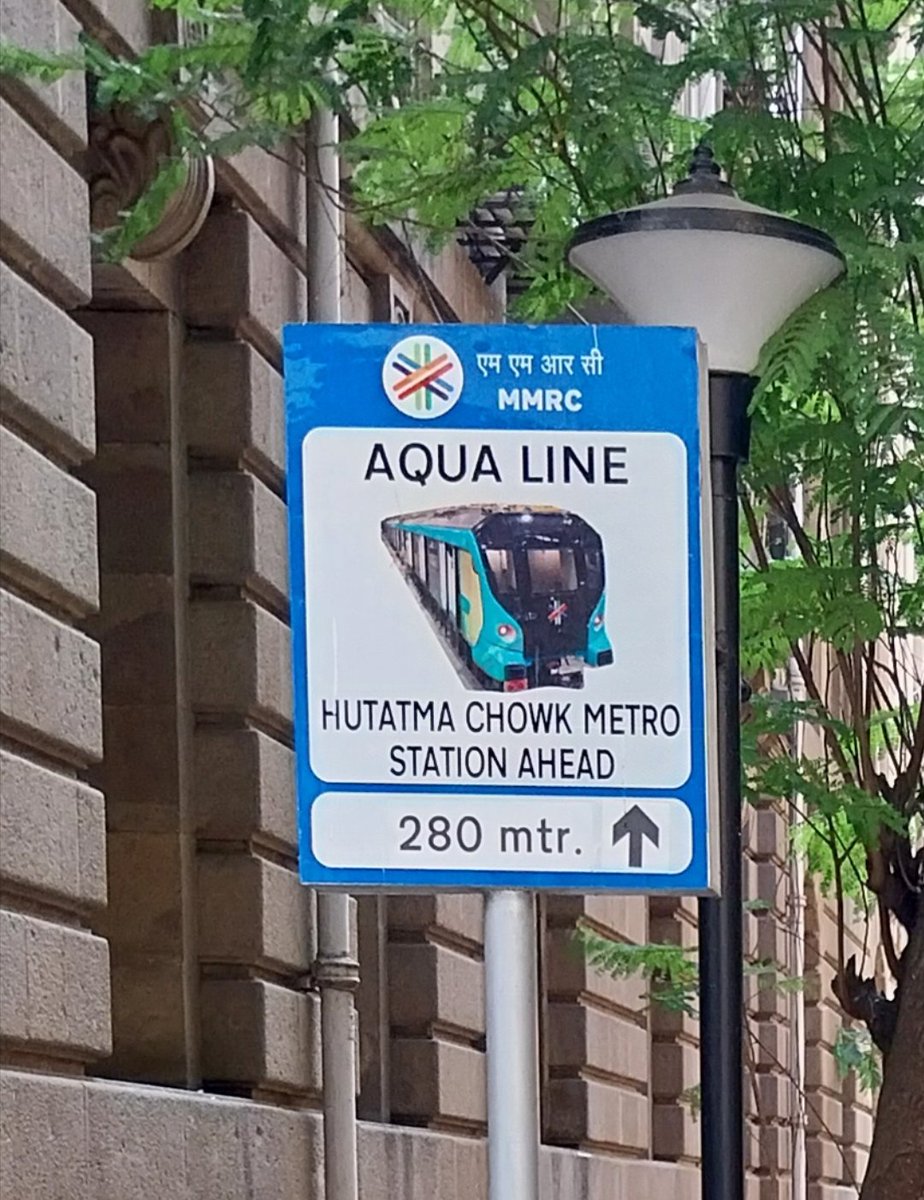 एम एम आर सी
MMRC
AQUA LINE
HUTATMA CHOWK METRO
STATION AHEAD
280 mtr.